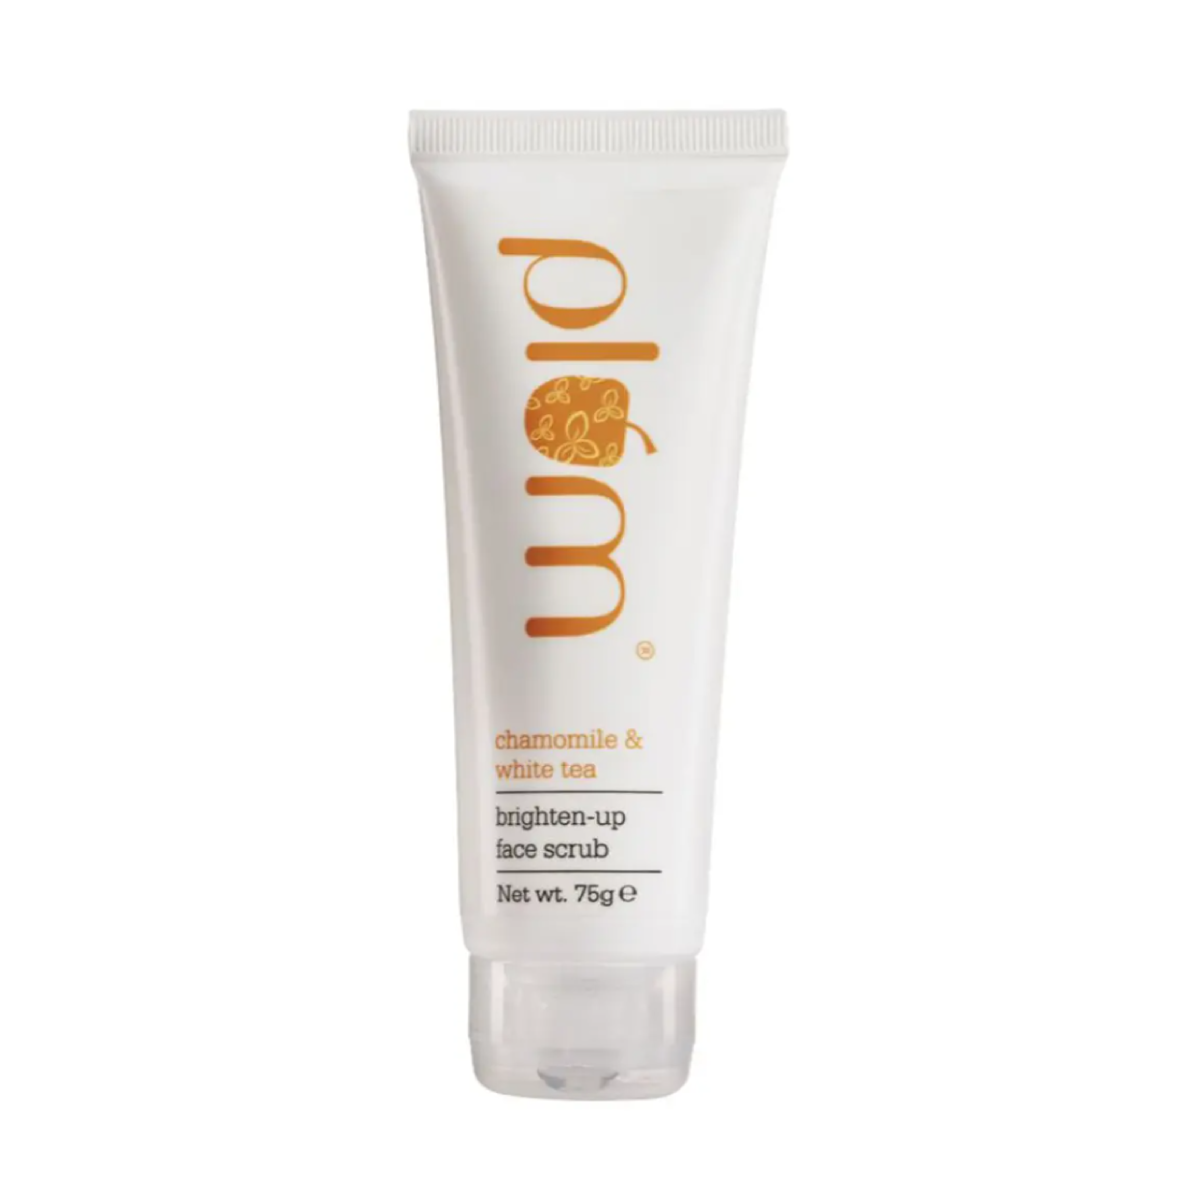 plum
®
chamomile &
white tea
brighten-up
face scrub
Net wt. 75g ℮